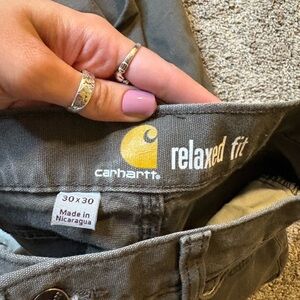 relaxed fit
carhartt®
30x30
Made in
Nicaragua